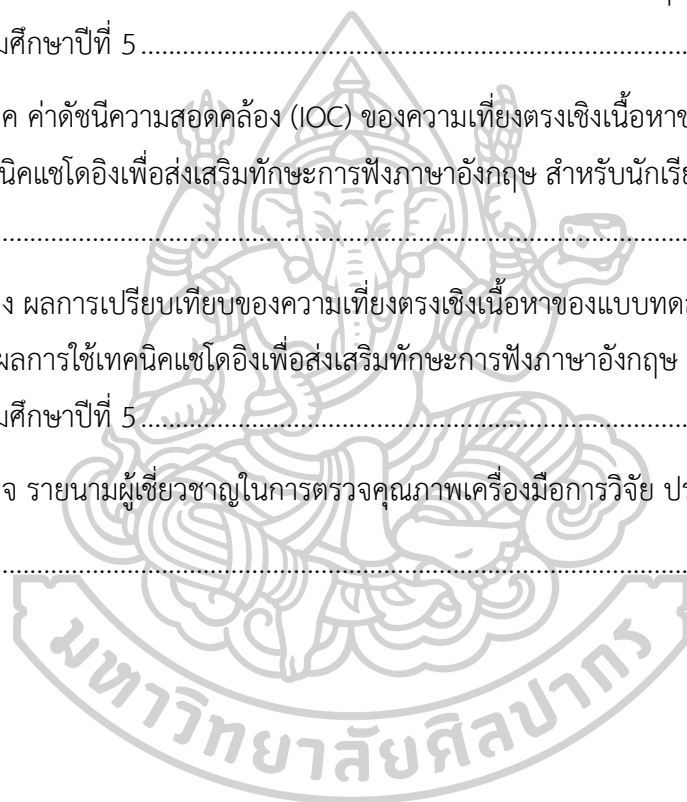 มศึกษาปีที่ 5
ค ค่าดัชนีความสอดคล้อง (IOC) ของความเที่ยงตรงเชิงเนื้อหาข
นิคแชโดอิงเพื่อส่งเสริมทักษะการฟังภาษาอังกฤษ สำหรับนักเรีย
ง ผลการเปรียบเทียบของความเที่ยงตรงเชิงเนื้อหาของแบบทด
ผลการใช้เทคนิคแชโดอิงเพื่อส่งเสริมทักษะการฟังภาษาอังกฤษ
มศึกษาปีที่ 5
จ รายนามผู้เชี่ยวชาญในการตรวจคุณภาพเครื่องมือการวิจัย ปร
มหาวิทยาลัยศิลปากร